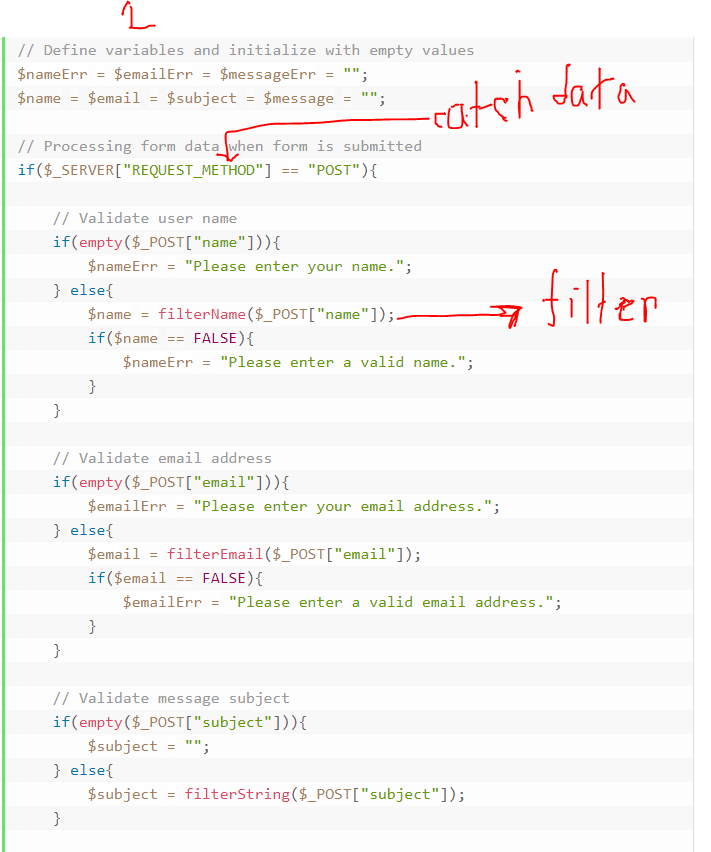 1
// Define variables and initialize with empty values
$nameErr = $emailErr = $messageErr = "";
$name = $email = $subject = $message = "";
catch data
// Processing form data when form is submitted
if($_SERVER["REQUEST_METHOD"] == "POST"){
// Validate user name
if(empty($_POST["name"])){
$nameErr = "Please enter your name.";
} else{
$name = filterName($_POST["name"]); filter
if($name == FALSE){
$nameErr = "Please enter a valid name.";
}
}
// Validate email address
if(empty($_POST["email"])){
$emailErr = "Please enter your email address.";
} else{
$email = filterEmail($_POST["email"]);
if($email == FALSE){
$emailErr = "Please enter a valid email address.";
}
}
// Validate message subject
if(empty($_POST["subject"])){
$subject = "";
} else{
$subject = filterString($_POST["subject"]);
}